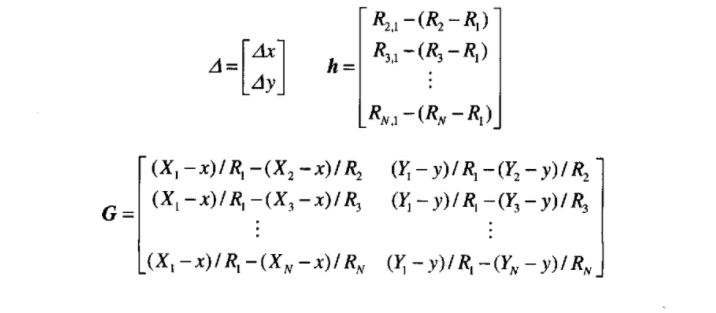 Δ = [Δx; Δy]    h = [R_{2,1} − (R_2 − R_1); R_{3,1} − (R_3 − R_1); ⋮; R_{N,1} − (R_N − R_1)]
G = [(X_1 − x) / R_1 − (X_2 − x) / R_2    (Y_1 − y) / R_1 − (Y_2 − y) / R_2;
(X_1 − x) / R_1 − (X_3 − x) / R_3    (Y_1 − y) / R_1 − (Y_3 − y) / R_3;
⋮    ⋮
(X_1 − x) / R_1 − (X_N − x) / R_N    (Y_1 − y) / R_1 − (Y_N − y) / R_N]